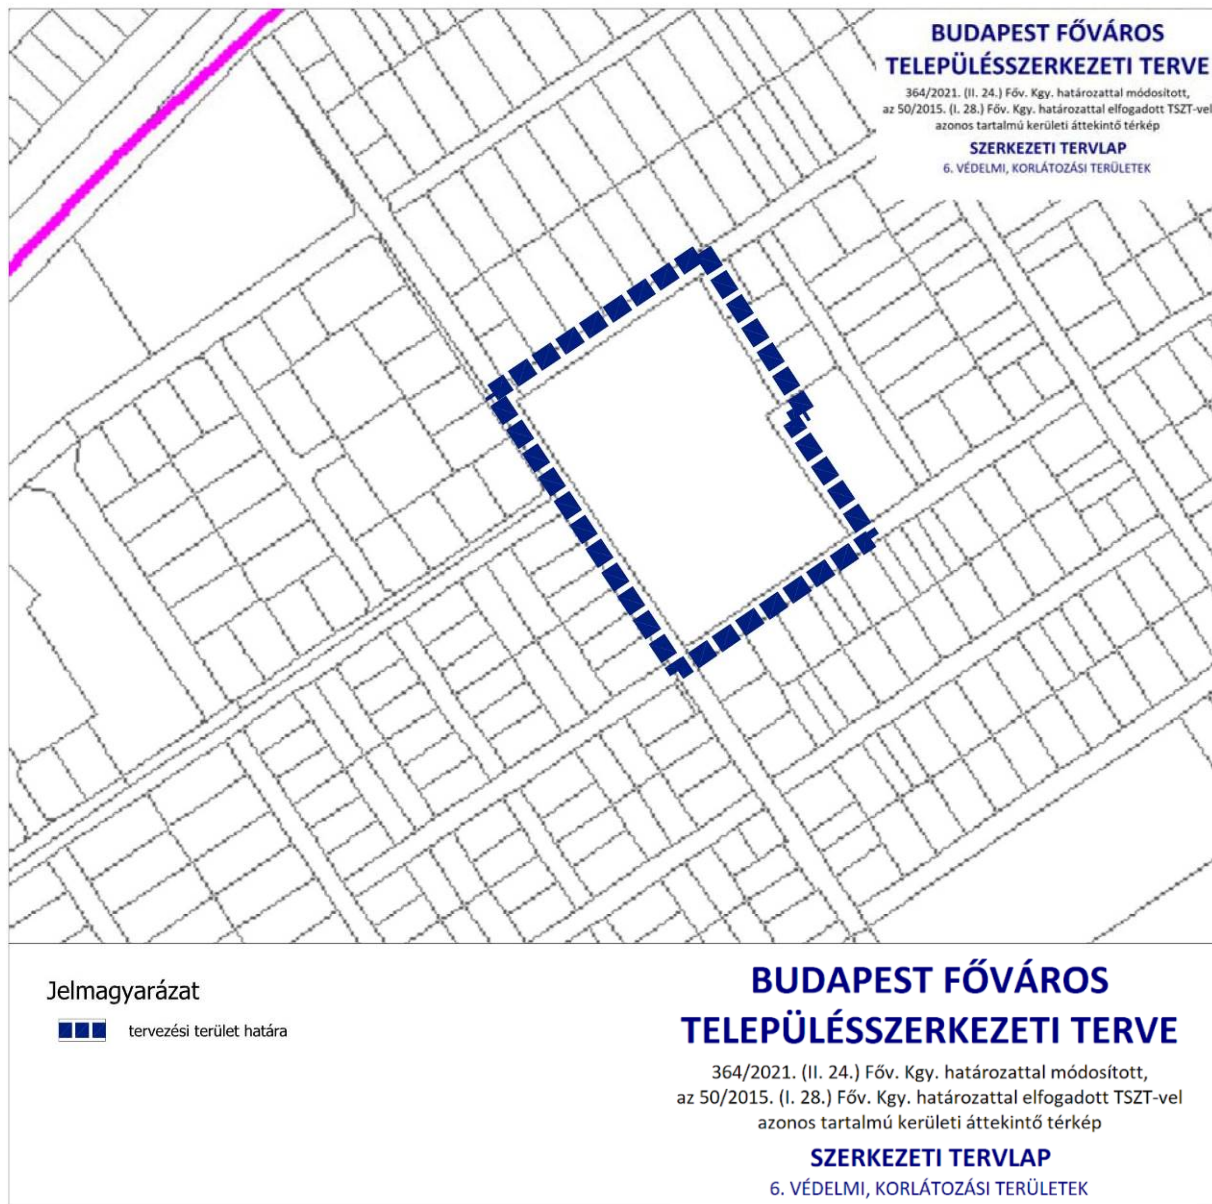 BUDAPEST FŐVÁROS
TELEPÜLÉSSZERKEZETI TERVE
364/2021. (II. 24.) Főv. Kgy. határozattal módosított,
az 50/2015. (I. 28.) Főv. Kgy. határozattal elfogadott TSZT-vel
azonos tartalmú kerületi áttekintő térkép
SZERKEZETI TERVLAP
6. VÉDELMI, KORLÁTOZÁSI TERÜLETEK
Jelmagyarázat
tervezési terület határa
BUDAPEST FŐVÁROS
TELEPÜLÉSSZERKEZETI TERVE
364/2021. (II. 24.) Főv. Kgy. határozattal módosított,
az 50/2015. (I. 28.) Főv. Kgy. határozattal elfogadott TSZT-vel
azonos tartalmú kerületi áttekintő térkép
SZERKEZETI TERVLAP
6. VÉDELMI, KORLÁTOZÁSI TERÜLETEK